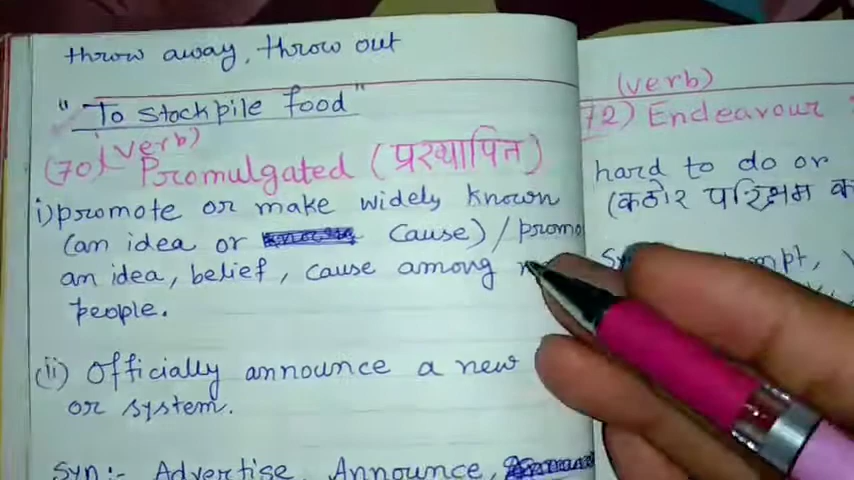 throw away, throw out
"To stockpile food"
(verb)
(70) Promulgated (प्रस्थापित)
i) promote or make widely known
(an idea or cause) / promo
an idea, belief, cause among
people.
(ii) Officially announce a new
or system.
Syn:- Advertise, Announce,
(verb)
72) Endeavour
hard to do or
(कठोर परिश्रम